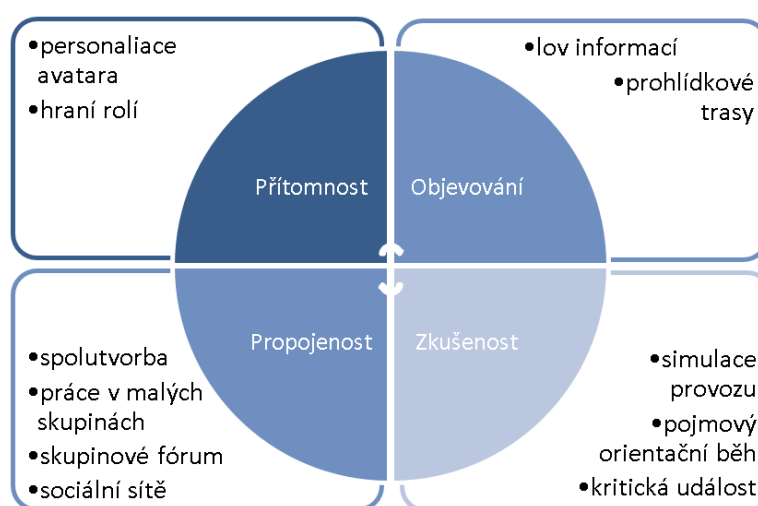 •personaliace
avatara
•hraní rolí
•lov informací
•prohlídkové
trasy
Přítomnost
Objevování
Propojenost
Zkušenost
•spolutvorba
•práce v malých
skupinách
•skupinové fórum
•sociální sítě
•simulace
provozu
•pojmový
orientační běh
•kritická událost